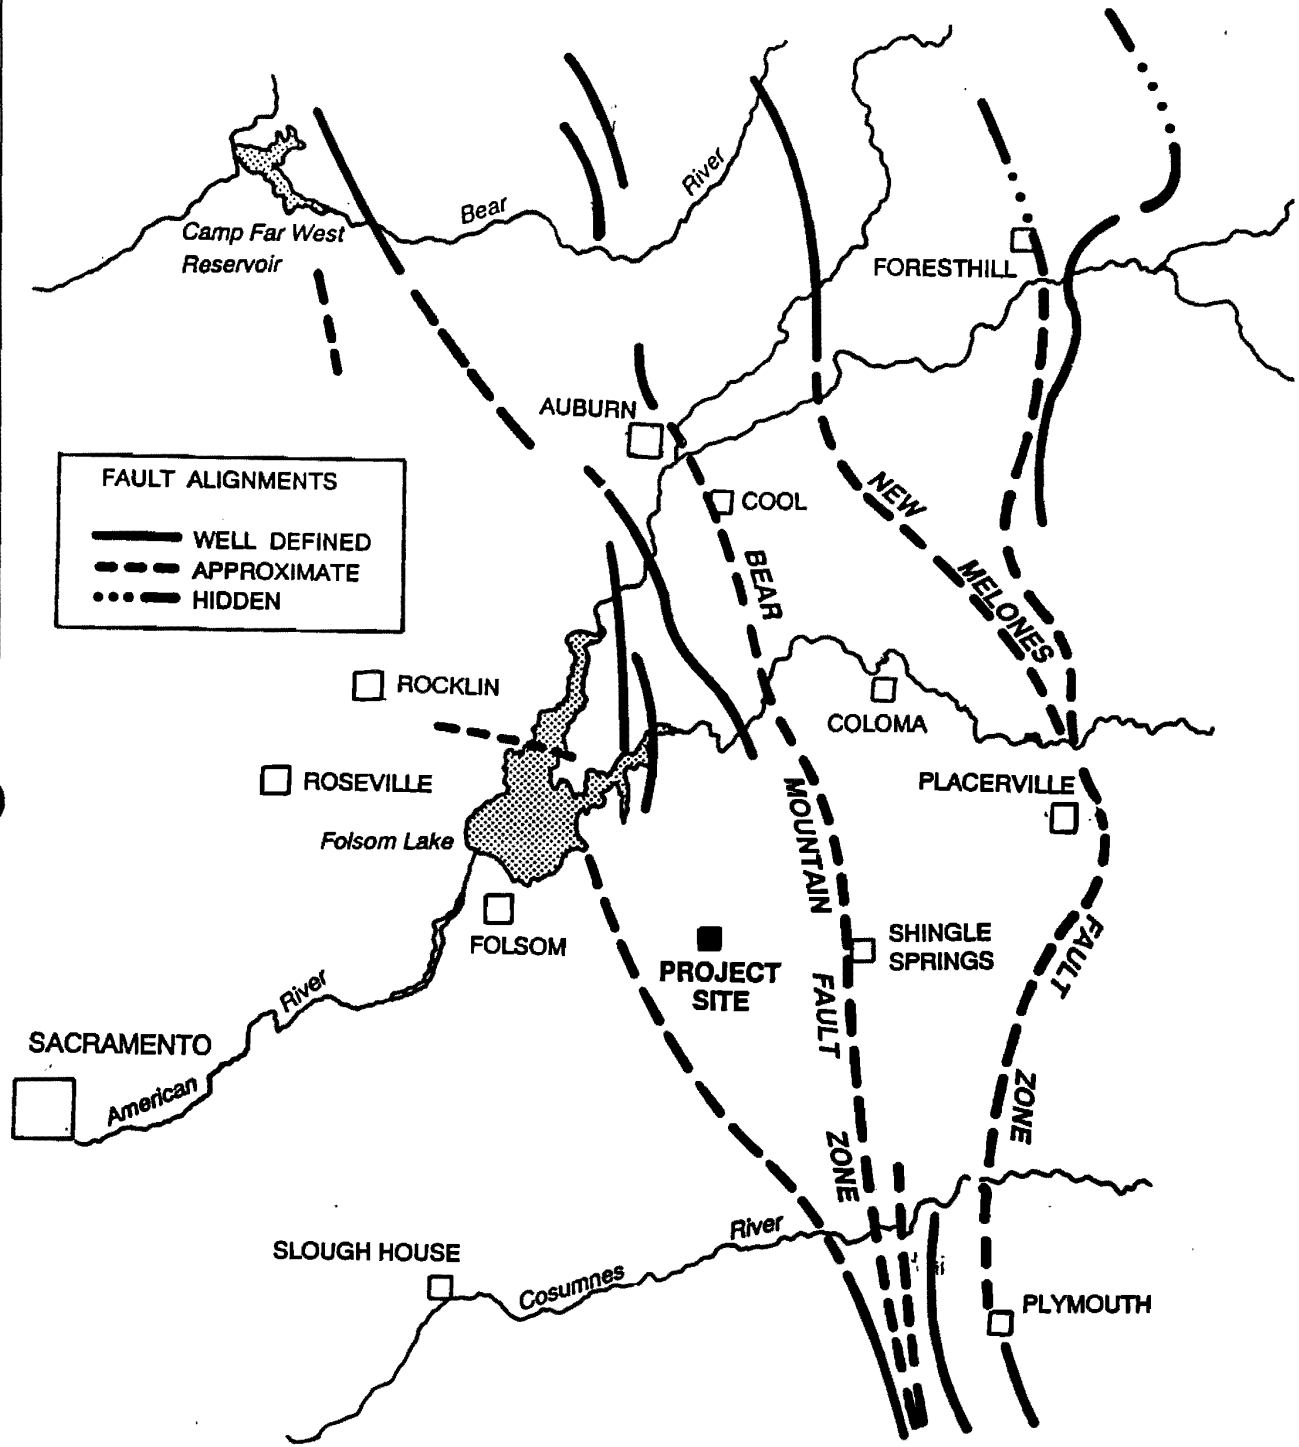 Bear
River
Camp Far West
Reservoir
FORESTHILL
AUBURN
FAULT ALIGNMENTS
WELL DEFINED
APPROXIMATE
HIDDEN
COOL
NEW
MELONES
BEAR
ROCKLIN
COLOMA
ROSEVILLE
PLACERVILLE
Folsom Lake
MOUNTAIN
FOLSOM
PROJECT
SITE
SHINGLE
SPRINGS
FAULT
FAULT
River
SACRAMENTO
American
ZONE
ZONE
River
SLOUGH HOUSE
Cosumnes
PLYMOUTH